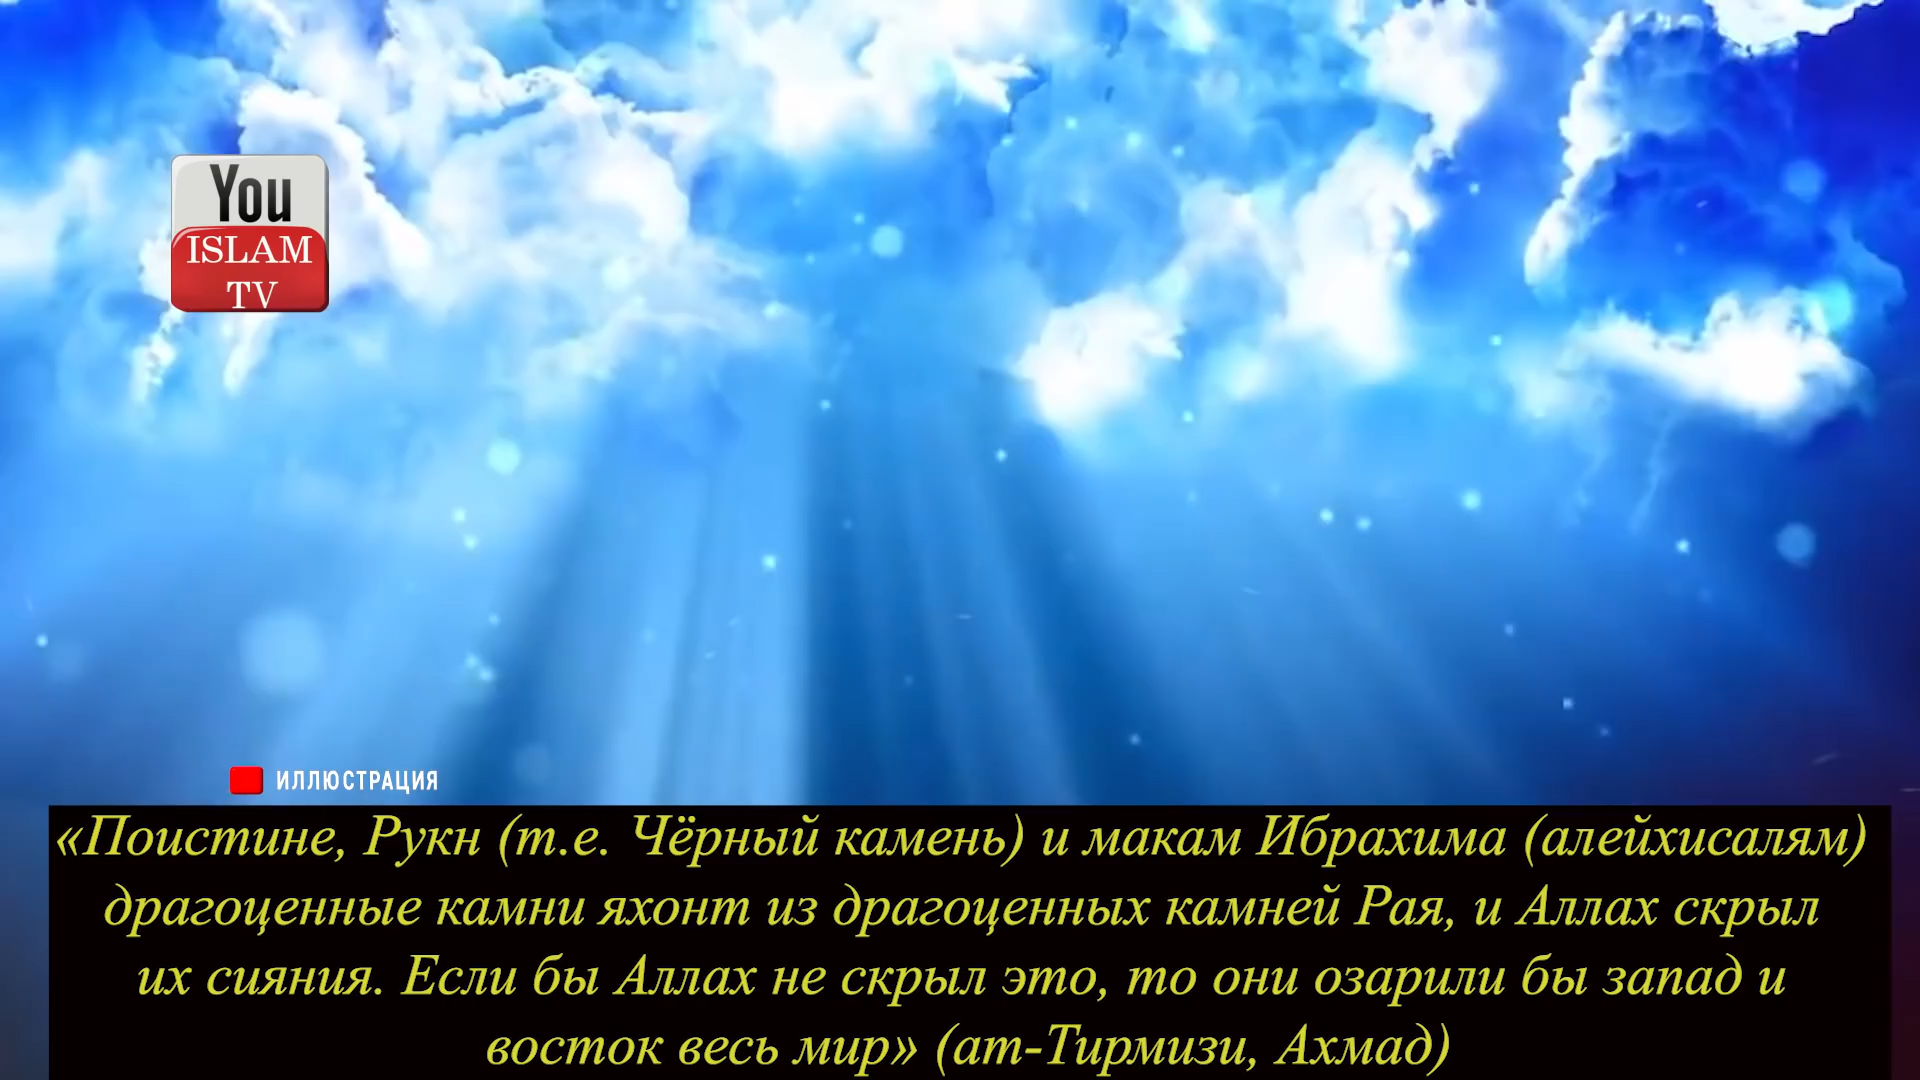 You
ISLAM
TV
ИЛЛЮСТРАЦИЯ
«Поистине, Рукн (т.е. Чёрный камень) и макам Ибрахима (алейхисалям)
драгоценные камни яхонт из драгоценных камней Рая, и Аллах скрыл
их сияния. Если бы Аллах не скрыл это, то они озарили бы запад и
восток весь мир» (ат-Тирмизи, Ахмад)